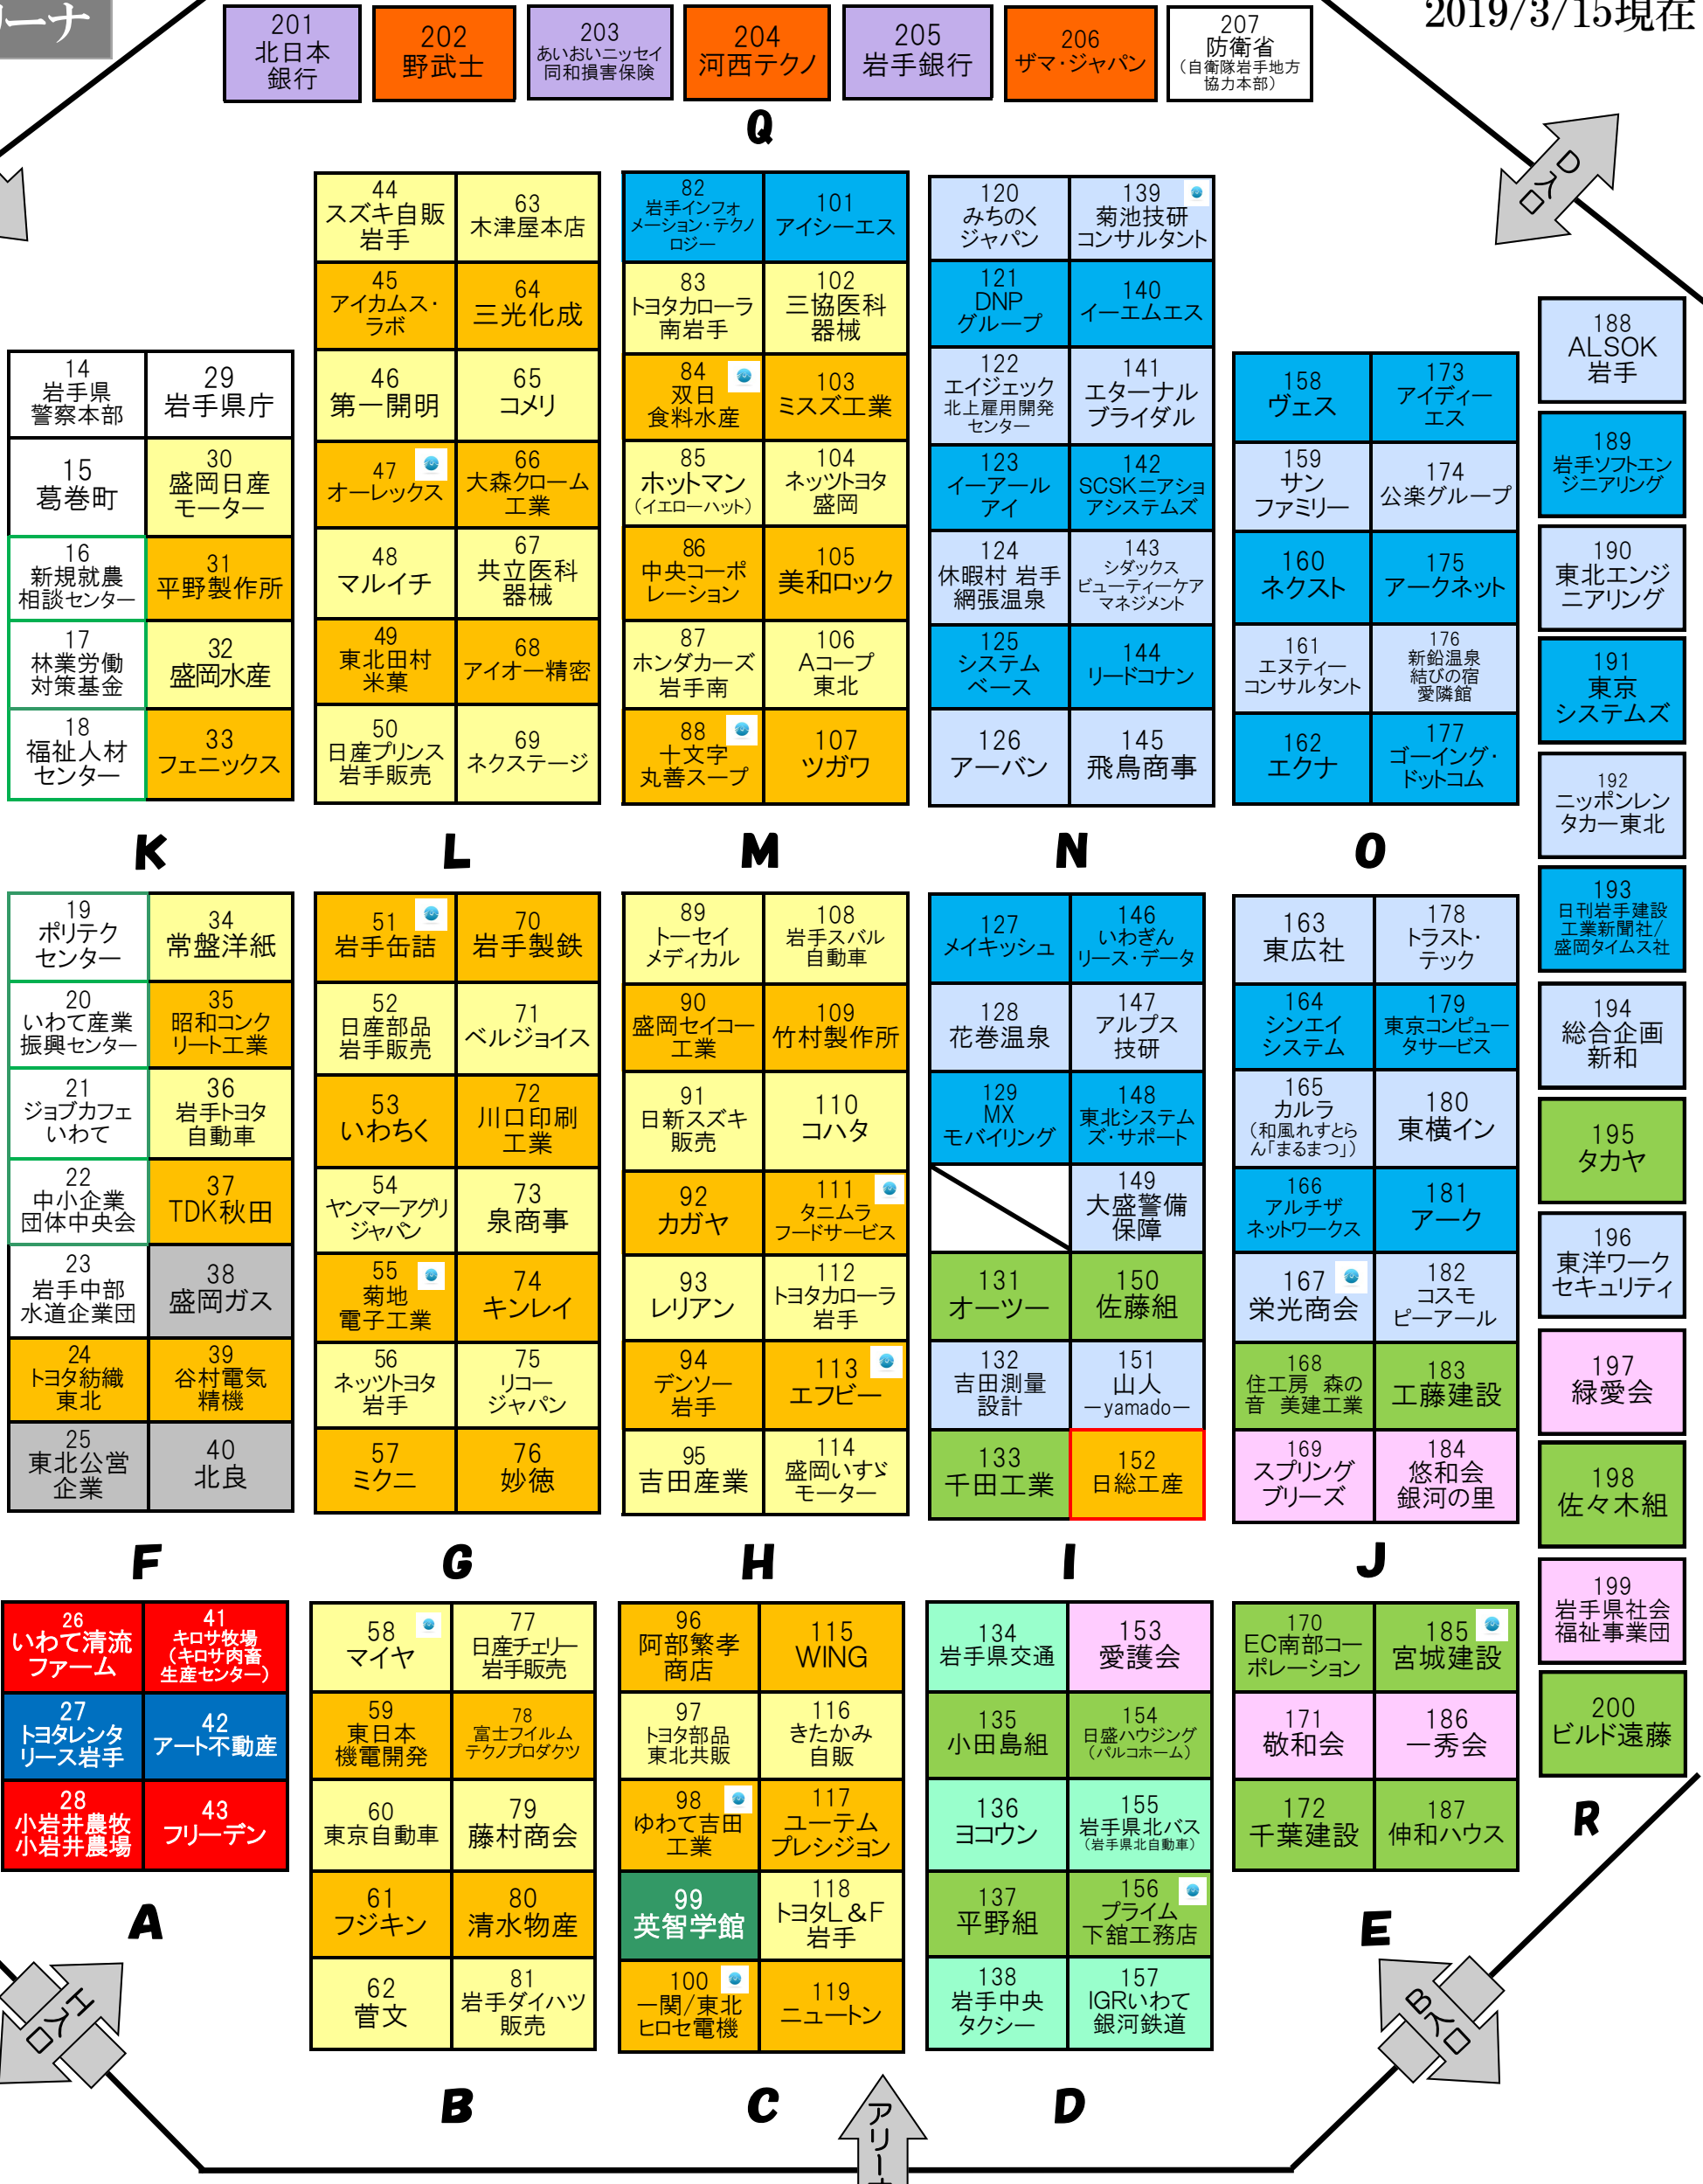 リーナ
2019/3/15現在
201
北日本
銀行
202
野武士
203
あいおいニッセイ
同和損害保険
204
河西テクノ
205
岩手銀行
206
ザマ・ジャパン
207
防衛省
（自衛隊岩手地方
協力本部）
Q
D入口
14
岩手県
警察本部
29
岩手県庁
15
葛巻町
30
盛岡日産
モーター
16
新規就農
相談センター
31
平野製作所
17
林業労働
対策基金
32
盛岡水産
18
福祉人材
センター
33
フェニックス
K
44
スズキ自販
岩手
63
木津屋本店
45
アイカムス・
ラボ
64
三光化成
46
第一開明
65
コメリ
47
オーレックス
66
大森クローム
工業
48
マルイチ
67
共立医科
器械
49
東北田村
米菓
68
アイオー精密
50
日産プリンス
岩手販売
69
ネクステージ
L
82
岩手インフォ
メーション・テクノ
ロジー
101
アイシーエス
83
トヨタカローラ
南岩手
102
三協医科
器械
84
双日
食料水産
103
ミスズ工業
85
ホットマン
（イエローハット）
104
ネッツトヨタ
盛岡
86
中央コーポ
レーション
105
美和ロック
87
ホンダカーズ
岩手南
106
Aコープ
東北
88
十文字
丸善スープ
107
ツガワ
M
120
みちのく
ジャパン
139
菊池技研
コンサルタント
121
DNP
グループ
140
イーエムエス
122
エイジェック
北上雇用開発
センター
141
エターナル
ブライダル
123
イーアール
アイ
142
SCSKニアショ
アシステムズ
124
休暇村 岩手
網張温泉
143
シダックス
ビューティーケア
マネジメント
125
システム
ベース
144
リードコナン
126
アーバン
145
飛鳥商事
N
158
ヴェス
173
アイディー
エス
159
サン
ファミリー
174
公楽グループ
160
ネクスト
175
アークネット
161
エヌティー
コンサルタント
176
新鉛温泉
結びの宿
愛隣館
162
エクナ
177
ゴーイング・
ドットコム
O
188
ALSOK
岩手
189
岩手ソフトエン
ジニアリング
190
東北エンジ
ニアリング
191
東京
システムズ
192
ニッポンレン
タカー東北
193
日刊岩手建設
工業新聞社/
盛岡タイムス社
194
総合企画
新和
195
タカヤ
196
東洋ワーク
セキュリティ
197
緑愛会
198
佐々木組
199
岩手県社会
福祉事業団
200
ビルド遠藤
R
19
ポリテク
センター
34
常盤洋紙
20
いわて産業
振興センター
35
昭和コンク
リート工業
21
ジョブカフェ
いわて
36
岩手トヨタ
自動車
22
中小企業
団体中央会
37
TDK秋田
23
岩手中部
水道企業団
38
盛岡ガス
24
トヨタ紡織
東北
39
谷村電気
精機
25
東北公営
企業
40
北良
F
51
岩手缶詰
70
岩手製鉄
52
日産部品
岩手販売
71
ベルジョイス
53
いわちく
72
川口印刷
工業
54
ヤンマーアグリ
ジャパン
73
泉商事
55
菊地
電子工業
74
キンレイ
56
ネッツトヨタ
岩手
75
リコー
ジャパン
57
ミクニ
76
妙徳
G
89
トーセイ
メディカル
108
岩手スバル
自動車
90
盛岡セイコー
工業
109
竹村製作所
91
日新スズキ
販売
110
コハタ
92
カガヤ
111
タニムラ
フードサービス
93
レリアン
112
トヨタカローラ
岩手
94
デンソー
岩手
113
エフビー
95
吉田産業
114
盛岡いすゞ
モーター
H
127
メイキッシュ
146
いわぎん
リース・データ
128
花巻温泉
147
アルプス
技研
129
MX
モバイリング
148
東北システム
ズ・サポート
149
大盛警備
保障
131
オーツー
150
佐藤組
132
吉田測量
設計
151
山人
ーyamadoー
133
千田工業
152
日総工産
I
163
東広社
178
トラスト・
テック
164
シンエイ
システム
179
東京コンピュー
タサービス
165
カルラ
（和風れすとら
ん「まるまつ」）
180
東横イン
166
アルチザ
ネットワークス
181
アーク
167
栄光商会
182
コスモ
ピーアール
168
住工房 森の
音 美建工業
183
工藤建設
169
スプリング
ブリーズ
184
悠和会
銀河の里
J
26
いわて清流
ファーム
41
キロサ牧場
（キロサ肉畜
生産センター）
27
トヨタレンタ
リース岩手
42
アート不動産
28
小岩井農牧
小岩井農場
43
フリーデン
A
58
マイヤ
77
日産チェリー
岩手販売
59
東日本
機電開発
78
富士フイルム
テクノプロダクツ
60
東京自動車
79
藤村商会
61
フジキン
80
清水物産
62
菅文
81
岩手ダイハツ
販売
B
96
阿部繁孝
商店
115
WING
97
トヨタ部品
東北共販
116
きたかみ
自販
98
ゆわて吉田
工業
117
ユーテム
プレシジョン
99
英智学館
118
トヨタL＆F
岩手
100
一関/東北
ヒロセ電機
119
ニュートン
C
134
岩手県交通
153
愛護会
135
小田島組
154
日盛ハウジング
（パルコホーム）
136
ヨコウン
155
岩手県北バス
（岩手県北自動車）
137
平野組
156
プライム
下舘工務店
138
岩手中央
タクシー
157
IGRいわて
銀河鉄道
D
170
EC南部コー
ポレーション
185
宮城建設
171
敬和会
186
一秀会
172
千葉建設
187
伸和ハウス
E
H入口
B入口
アリー